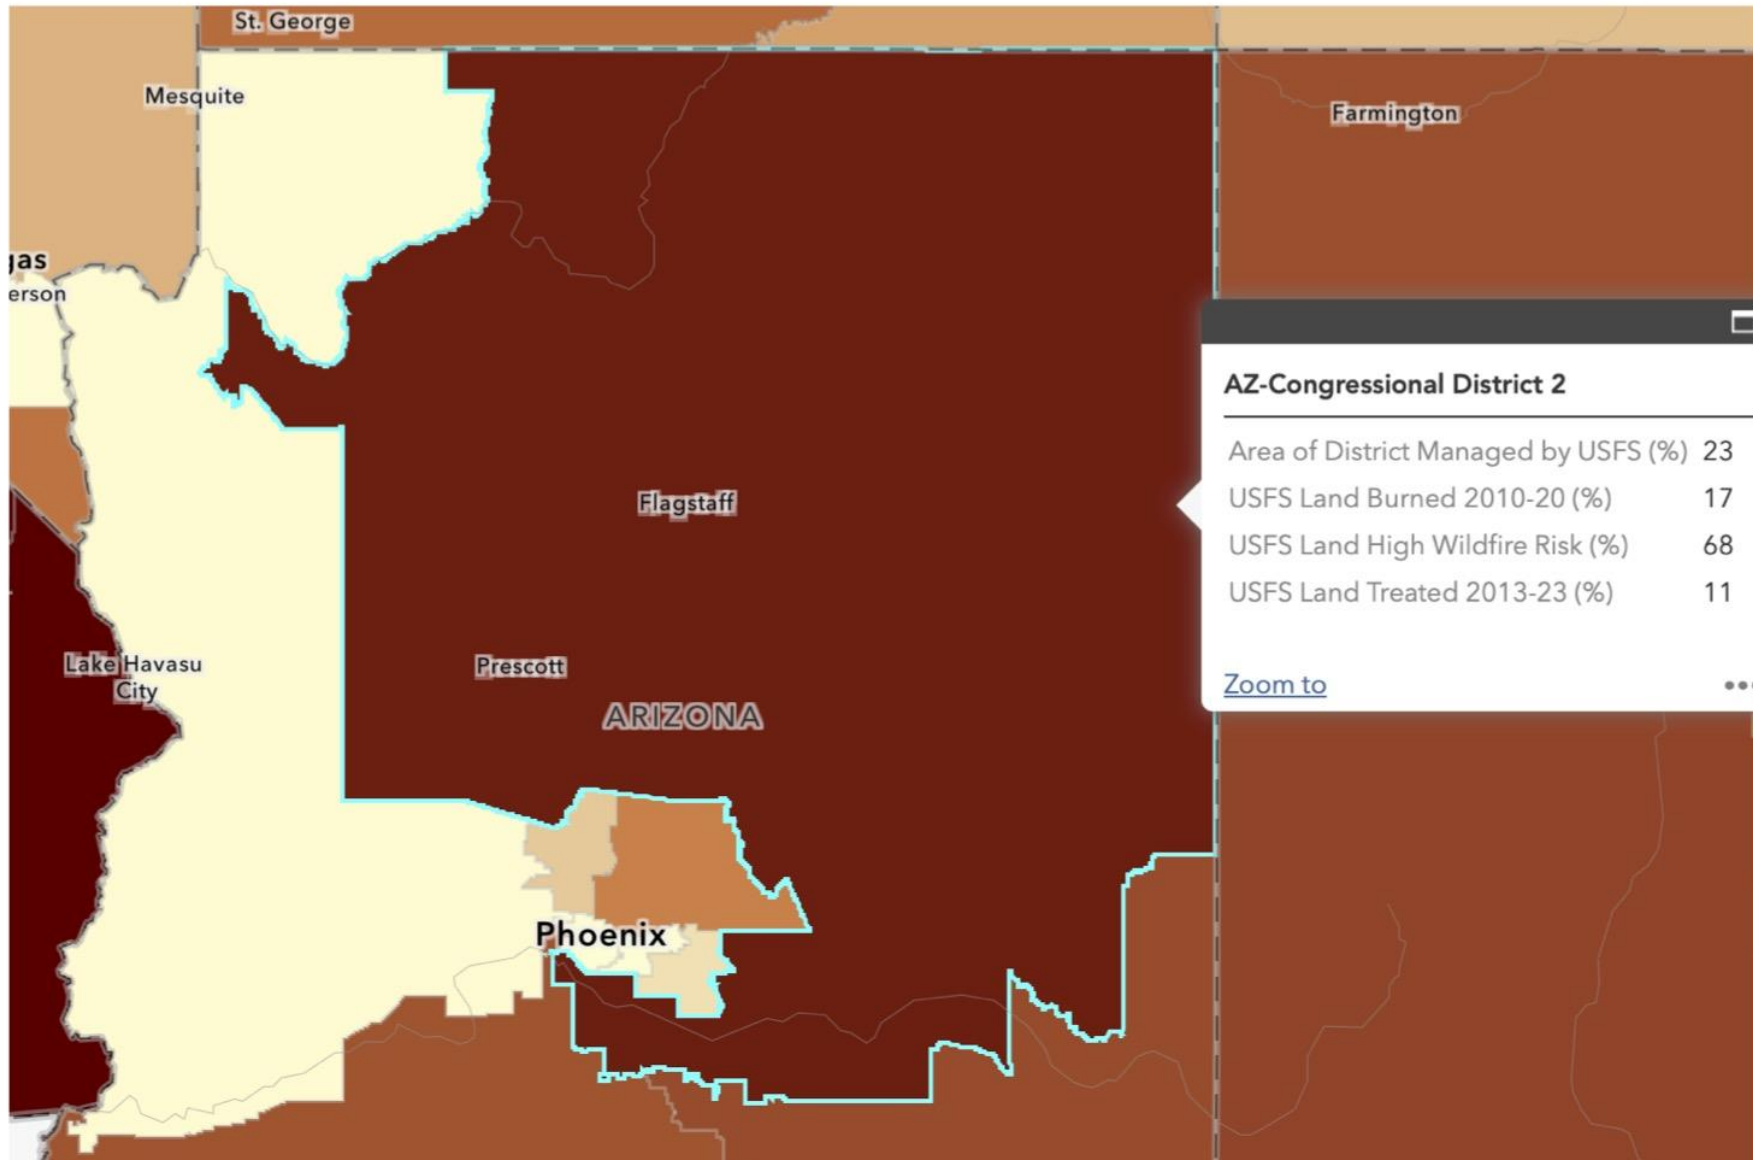 St. George
Mesquite
Farmington
gas
erson
AZ-Congressional District 2
Area of District Managed by USFS (%) 23
USFS Land Burned 2010-20 (%) 17
Flagstaff
USFS Land High Wildfire Risk (%) 68
USFS Land Treated 2013-23 (%) 11
Lake Havasu
City
Prescott
Zoom to
ARIZONA
Phoenix